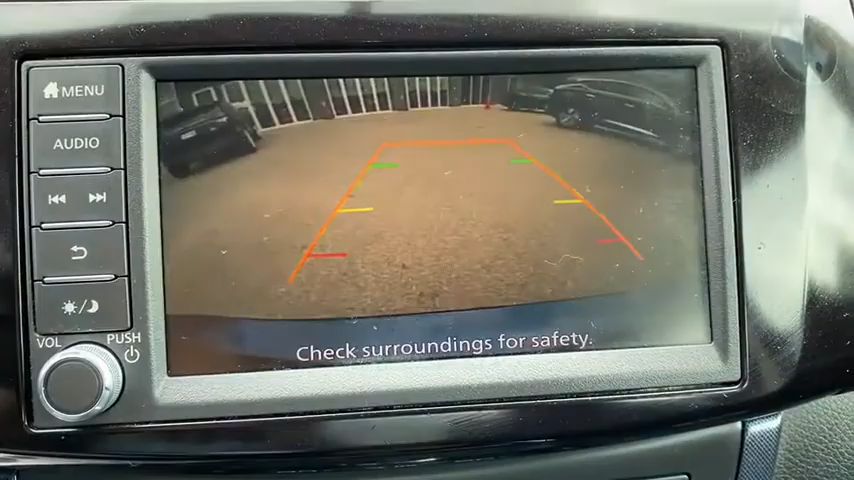 MENU
AUDIO
VOL
PUSH
Check surroundings for safety.